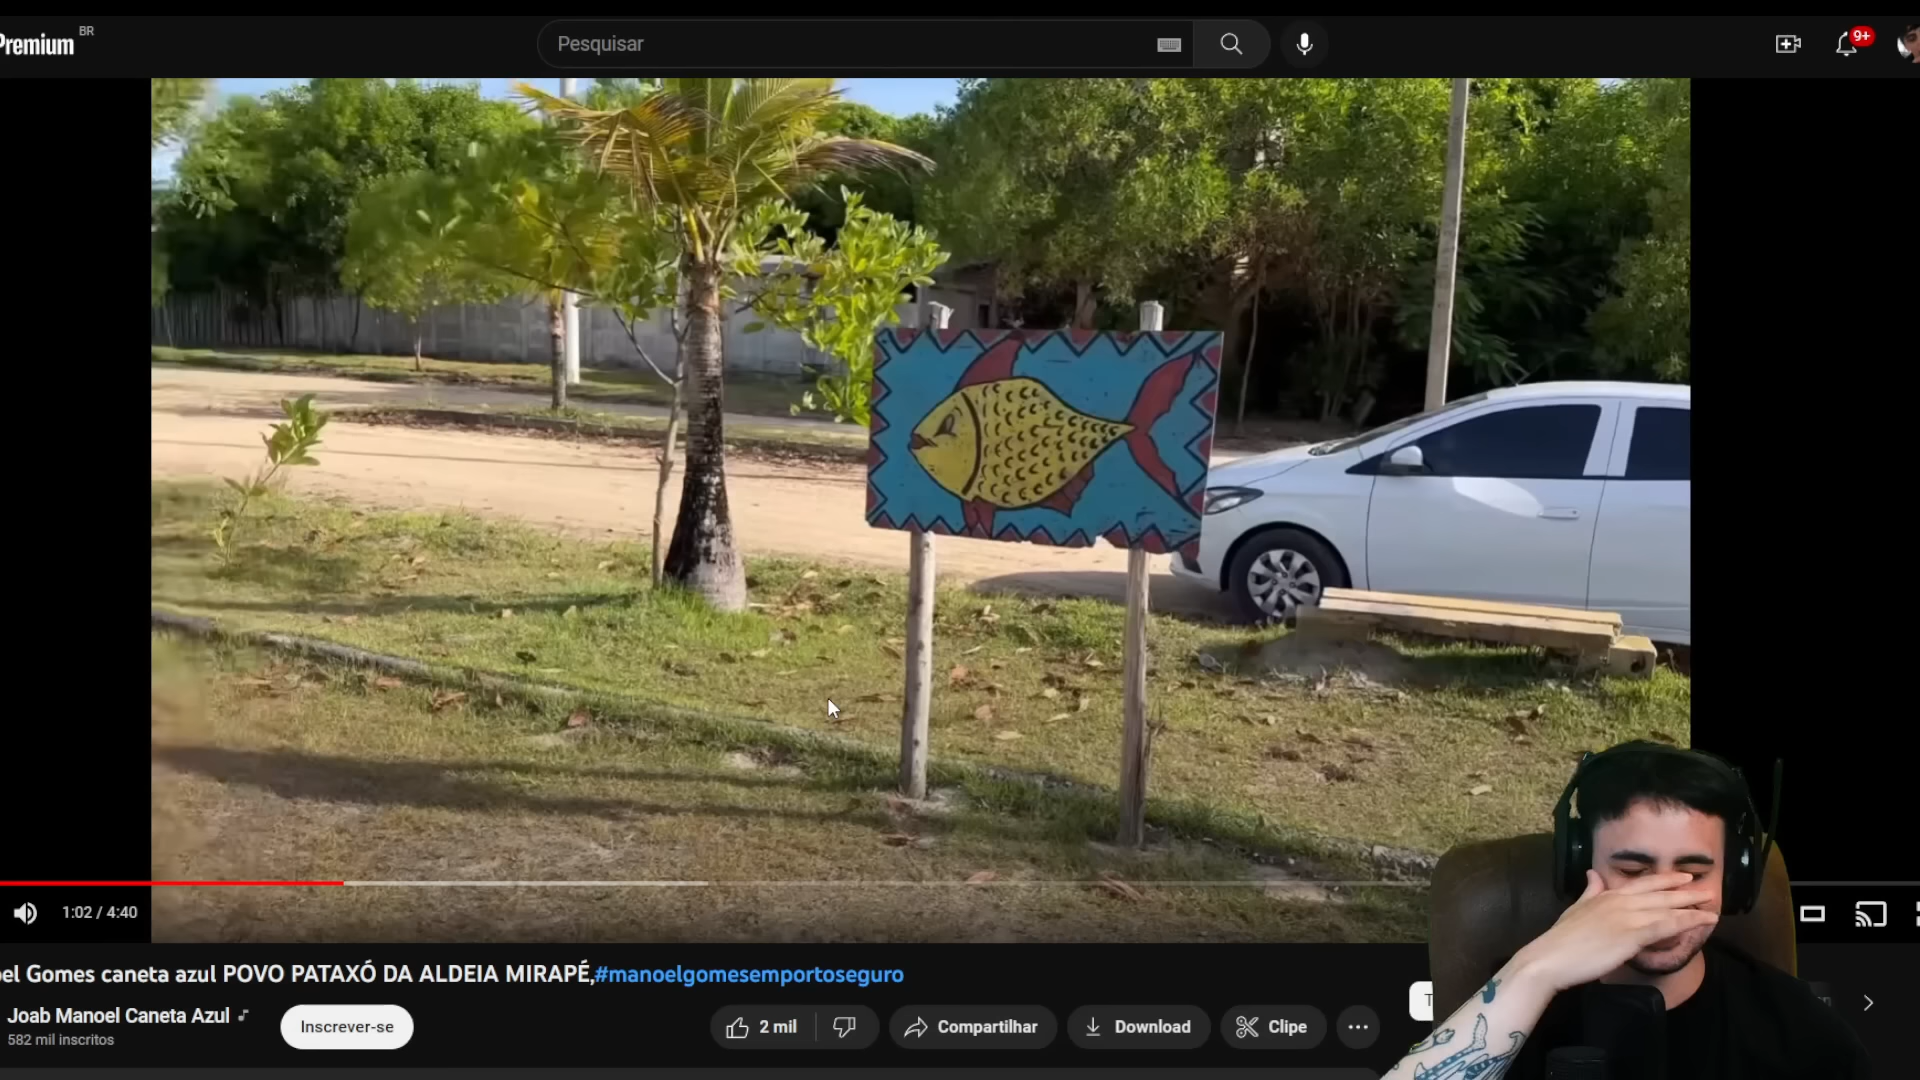 Premium BR
Pesquisar
9+
1:02 / 4:40
el Gomes caneta azul POVO PATAXÓ DA ALDEIA MIRAPÉ,#manoelgomesemportoseguro
Joab Manoel Caneta Azul
582 mil inscritos
Inscrever-se
2 mil
Compartilhar
Download
Clipe